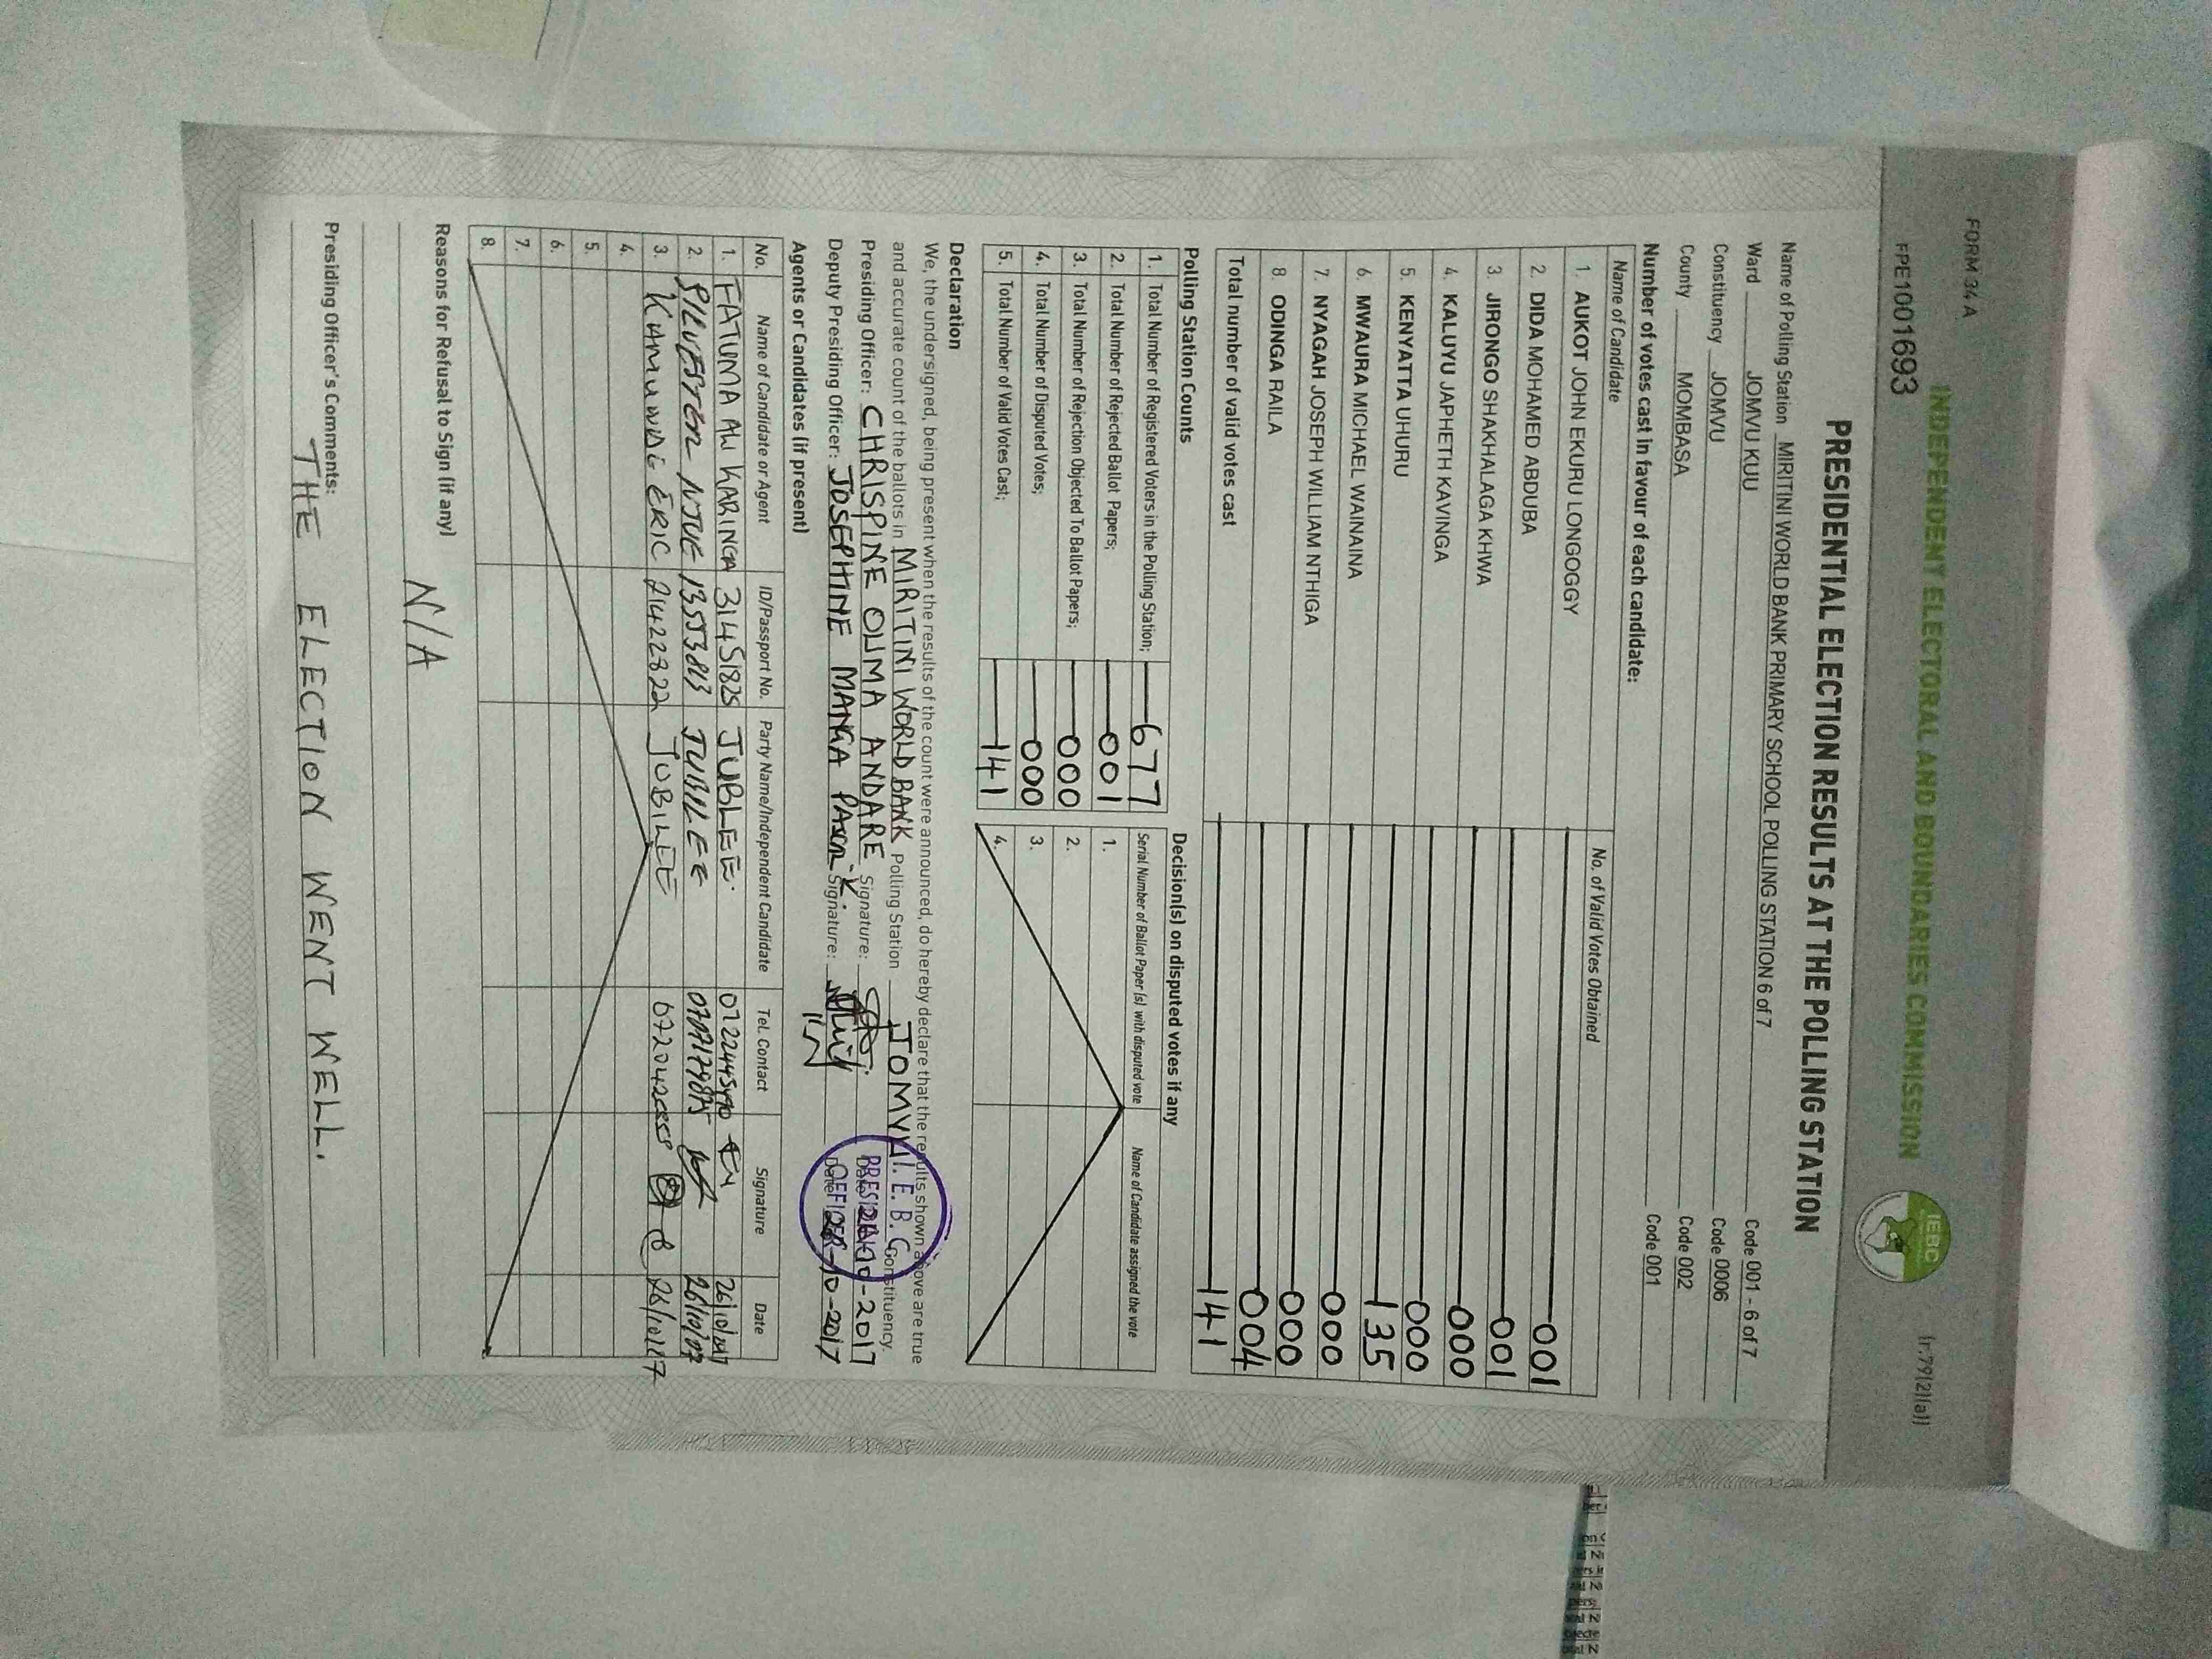 FORM 34A
(r.79(2)(a))
FPE1001693
INDEPENDENT ELECTORAL AND BOUNDARIES COMMISSION
IEBC
PRESIDENTIAL ELECTION RESULTS AT THE POLLING STATION
Name of Polling Station MIRITINI WORLD BANK PRIMARY SCHOOL POLLING STATION 6 of 7 Code 001 - 6 of 7
Ward JOMVU KUU Code 0006
Constituency JOMVU Code 002
County MOMBASA Code 001
Number of votes cast in favour of each candidate:
Name of Candidate No. of Valid Votes Obtained
1. AUKOT JOHN EKURU LONGOGGY 001
2. DIDA MOHAMED ABDUBA 001
3. JIRONGO SHAKHALAGA KHWA 000
4. KALUYU JAPHETH KAVINGA 000
5. KENYATTA UHURU 135
6. MWAURA MICHAEL WAINAINA 000
7. NYAGAH JOSEPH WILLIAM NTHIGA 000
8. ODINGA RAILA 004
Total number of valid votes cast 141
Polling Station Counts
1. Total Number of Registered Voters in the Polling Station; 677
2. Total Number of Rejected Ballot Papers; 001
3. Total Number of Rejection Objected To Ballot Papers; 000
4. Total Number of Disputed Votes; 000
5. Total Number of Valid Votes Cast; 141
Decision(s) on disputed votes if any
Serial Number of Ballot Paper (s) with disputed vote Name of Candidate assigned the vote
1.
2.
3.
4.
Declaration
We, the undersigned, being present when the results of the count were announced, do hereby declare that the results shown above are true
and accurate count of the ballots in MIRITINI WORLD BANK Polling Station JOMVU Constituency.
Presiding Officer: CHRISPINE OUMA ANDARE Signature: Date 26-10-2017
Deputy Presiding Officer: JOSEPHINE MANGA Signature: Date 26-10-2017
I. E. B. C
PRESIDING
OFFICER
Agents or Candidates (if present)
No. Name of Candidate or Agent ID/Passport No. Party Name/Independent Candidate Tel. Contact Signature Date
1. FATUMA ALI KARINGA 31451825 JUBLEE 26/10/2017
2. SILVESTER NJUE JUBILEE
3. KAMUNDE ERIC 21422822 JUBILEE 26/10/17
4.
5.
6.
7.
8.
Reasons for Refusal to Sign (if any)
N/A
Presiding Officer's Comments:
THE ELECTION WENT WELL.